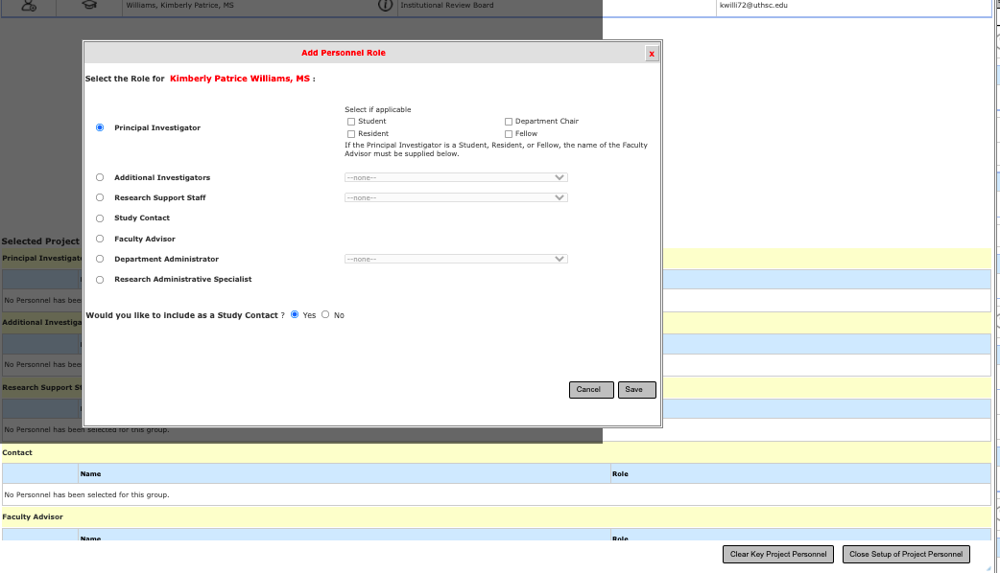 Williams, Kimberly Patrice, MS
Institutional Review Board
kwilli72@uthsc.edu
Add Personnel Role
x
Select the Role for Kimberly Patrice Williams, MS :
Select if applicable
Principal Investigator
Student
Department Chair
Resident
Fellow
If the Principal Investigator is a Student, Resident, or Fellow, the name of the Faculty
Advisor must be supplied below.
Additional Investigators
--none--
Research Support Staff
--none--
Study Contact
Faculty Advisor
Department Administrator
--none--
Research Administrative Specialist
Would you like to include as a Study Contact ? Yes No
Cancel
Save
Selected Project
Principal Investigat
No Personnel has bee
Additional Investiga
No Personnel has bee
Research Support St
No Personnel has been selected for this group.
Contact
Name
Role
No Personnel has been selected for this group.
Faculty Advisor
Name
Role
Clear Key Project Personnel
Close Setup of Project Personnel